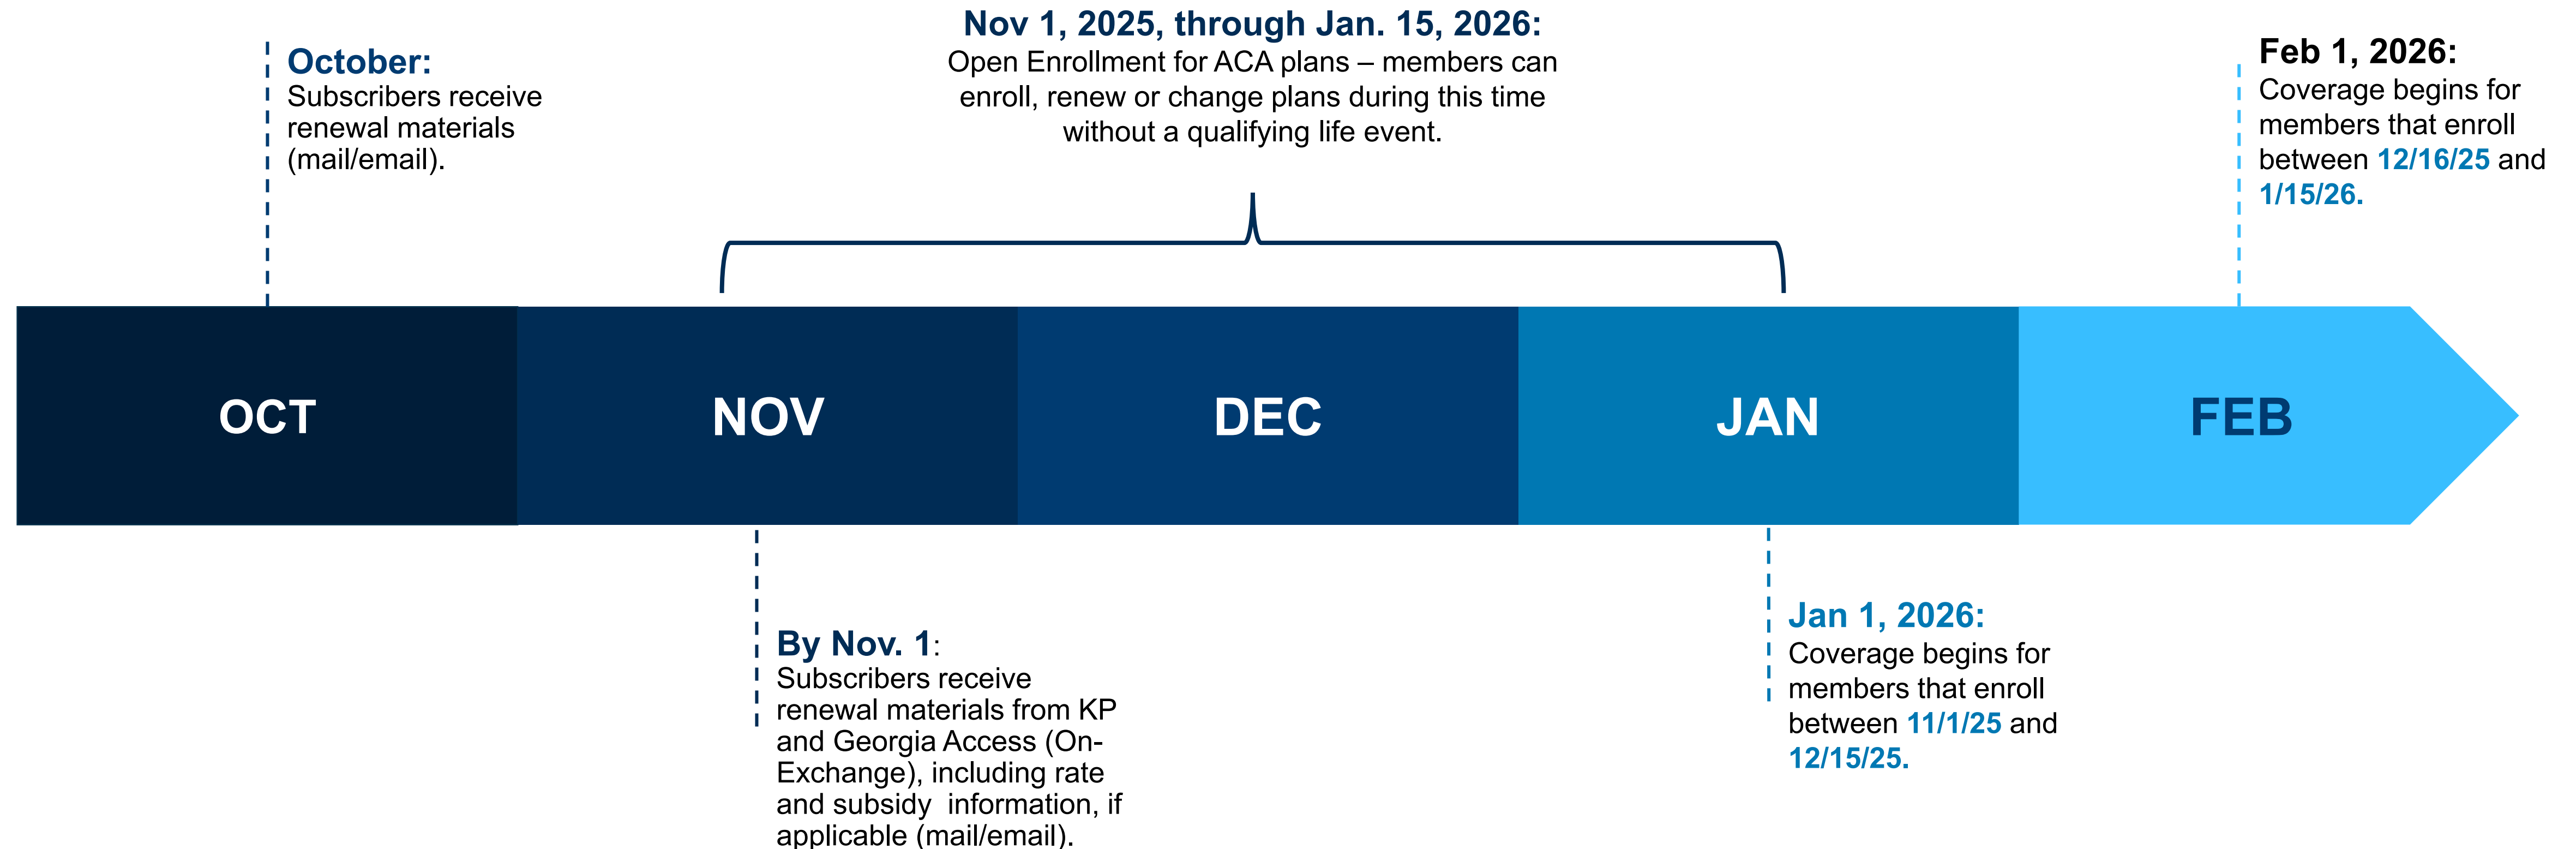 October:
Subscribers receive
renewal materials
(mail/email).
Nov 1, 2025, through Jan. 15, 2026:
Open Enrollment for ACA plans – members can
enroll, renew or change plans during this time
without a qualifying life event.
Feb 1, 2026:
Coverage begins for
members that enroll
between 12/16/25 and
1/15/26.
OCT
NOV
DEC
JAN
FEB
By Nov. 1:
Subscribers receive
renewal materials from KP
and Georgia Access (On-
Exchange), including rate
and subsidy  information, if
applicable (mail/email).
Jan 1, 2026:
Coverage begins for
members that enroll
between 11/1/25 and
12/15/25.